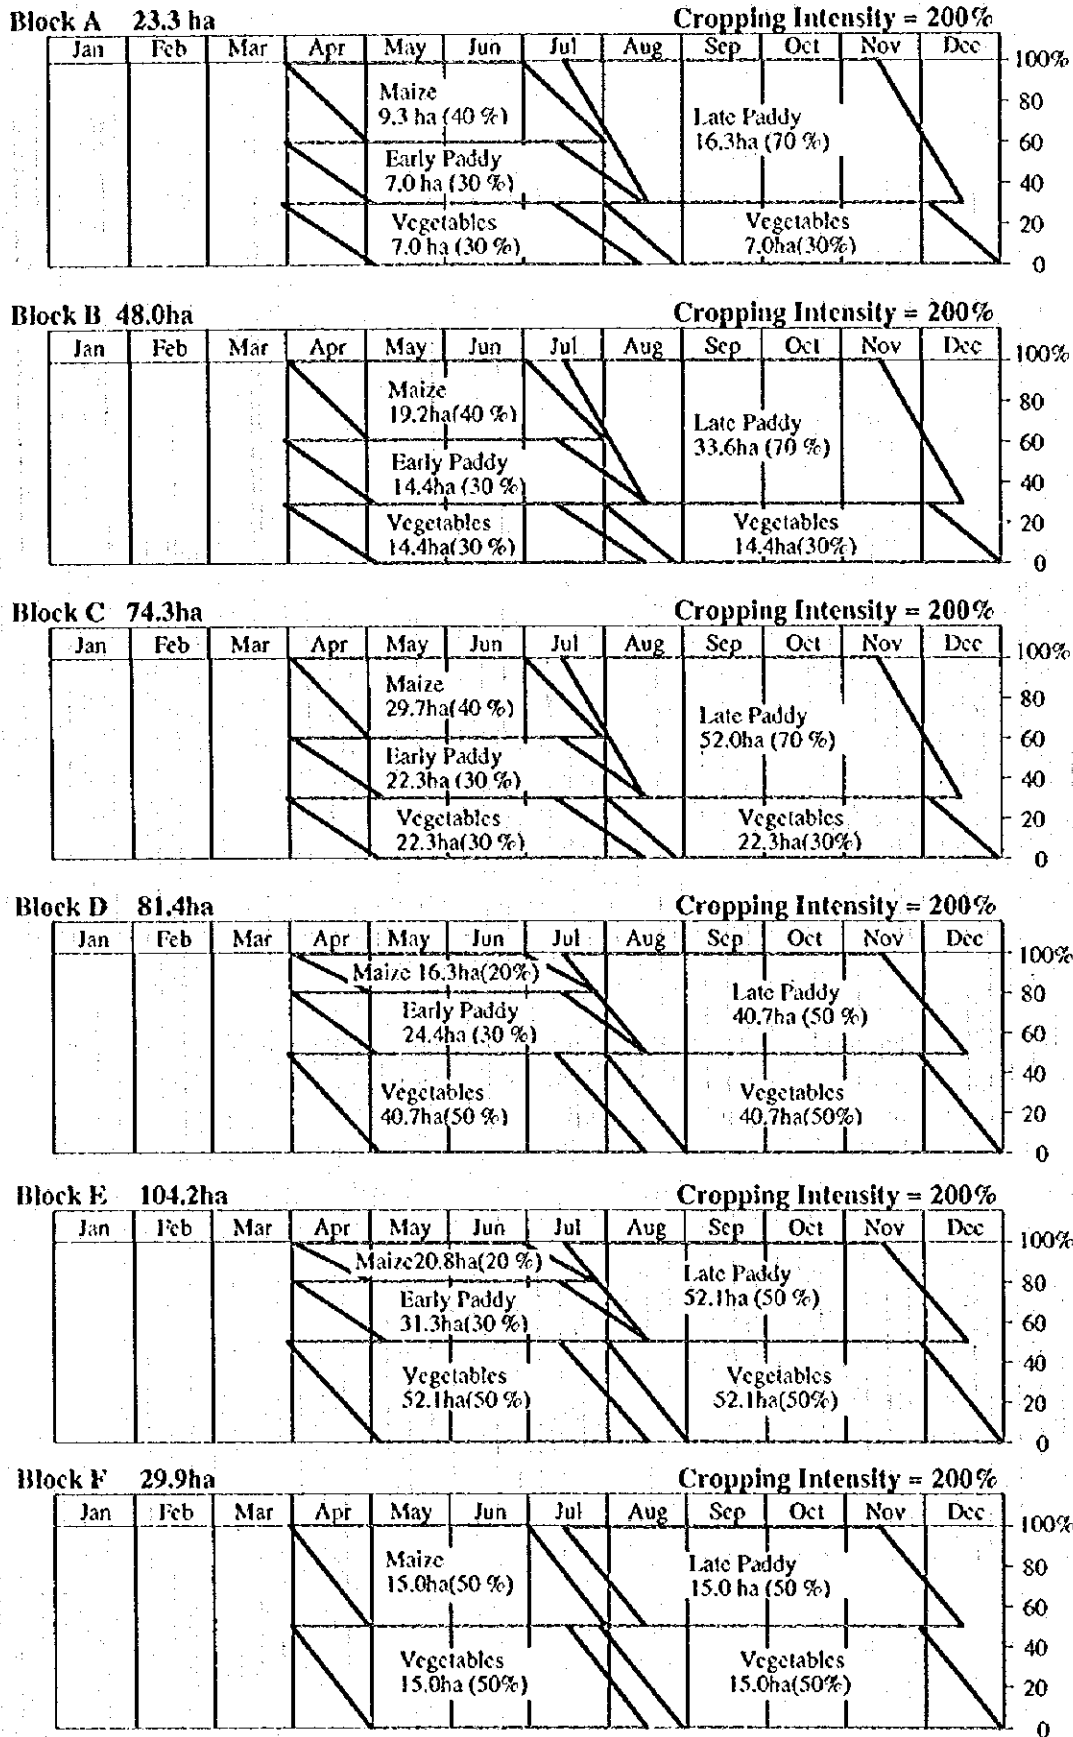 Block A 23.3 ha Cropping Intensity = 200%
Jan Feb Mar Apr May Jun Jul Aug Sep Oct Nov Dec
100%
Maize
9.3 ha (40 %)
80
Late Paddy
16.3ha (70 %)
60
Early Paddy
7.0 ha (30 %)
40
Vegetables
7.0 ha (30 %)
Vegetables
7.0ha(30%)
20
0
Block B 48.0ha Cropping Intensity = 200%
Jan Feb Mar Apr May Jun Jul Aug Sep Oct Nov Dec
100%
Maize
19.2ha(40 %)
80
Late Paddy
33.6ha (70 %)
60
Early Paddy
14.4ha (30 %)
40
Vegetables
14.4ha(30 %)
Vegetables
14.4ha(30%)
20
0
Block C 74.3ha Cropping Intensity = 200%
Jan Feb Mar Apr May Jun Jul Aug Sep Oct Nov Dec
100%
Maize
29.7ha(40 %)
80
Late Paddy
52.0ha (70 %)
60
Early Paddy
22.3ha (30 %)
40
Vegetables
22.3ha(30 %)
Vegetables
22.3ha(30%)
20
0
Block D 81.4ha Cropping Intensity = 200%
Jan Feb Mar Apr May Jun Jul Aug Sep Oct Nov Dec
100%
Maize 16.3ha(20%)
80
Early Paddy
24.4ha (30 %)
Late Paddy
40.7ha (50 %)
60
40
Vegetables
40.7ha(50 %)
Vegetables
40.7ha(50%)
20
0
Block E 104.2ha Cropping Intensity = 200%
Jan Feb Mar Apr May Jun Jul Aug Sep Oct Nov Dec
100%
Maize20.8ha(20 %)
80
Early Paddy
31.3ha(30 %)
Late Paddy
52.1ha (50 %)
60
40
Vegetables
52.1ha(50 %)
Vegetables
52.1ha(50%)
20
0
Block F 29.9ha Cropping Intensity = 200%
Jan Feb Mar Apr May Jun Jul Aug Sep Oct Nov Dec
100%
Maize
15.0ha(50 %)
Late Paddy
15.0 ha (50 %)
80
60
40
Vegetables
15.0ha (50%)
Vegetables
15.0ha(50%)
20
0